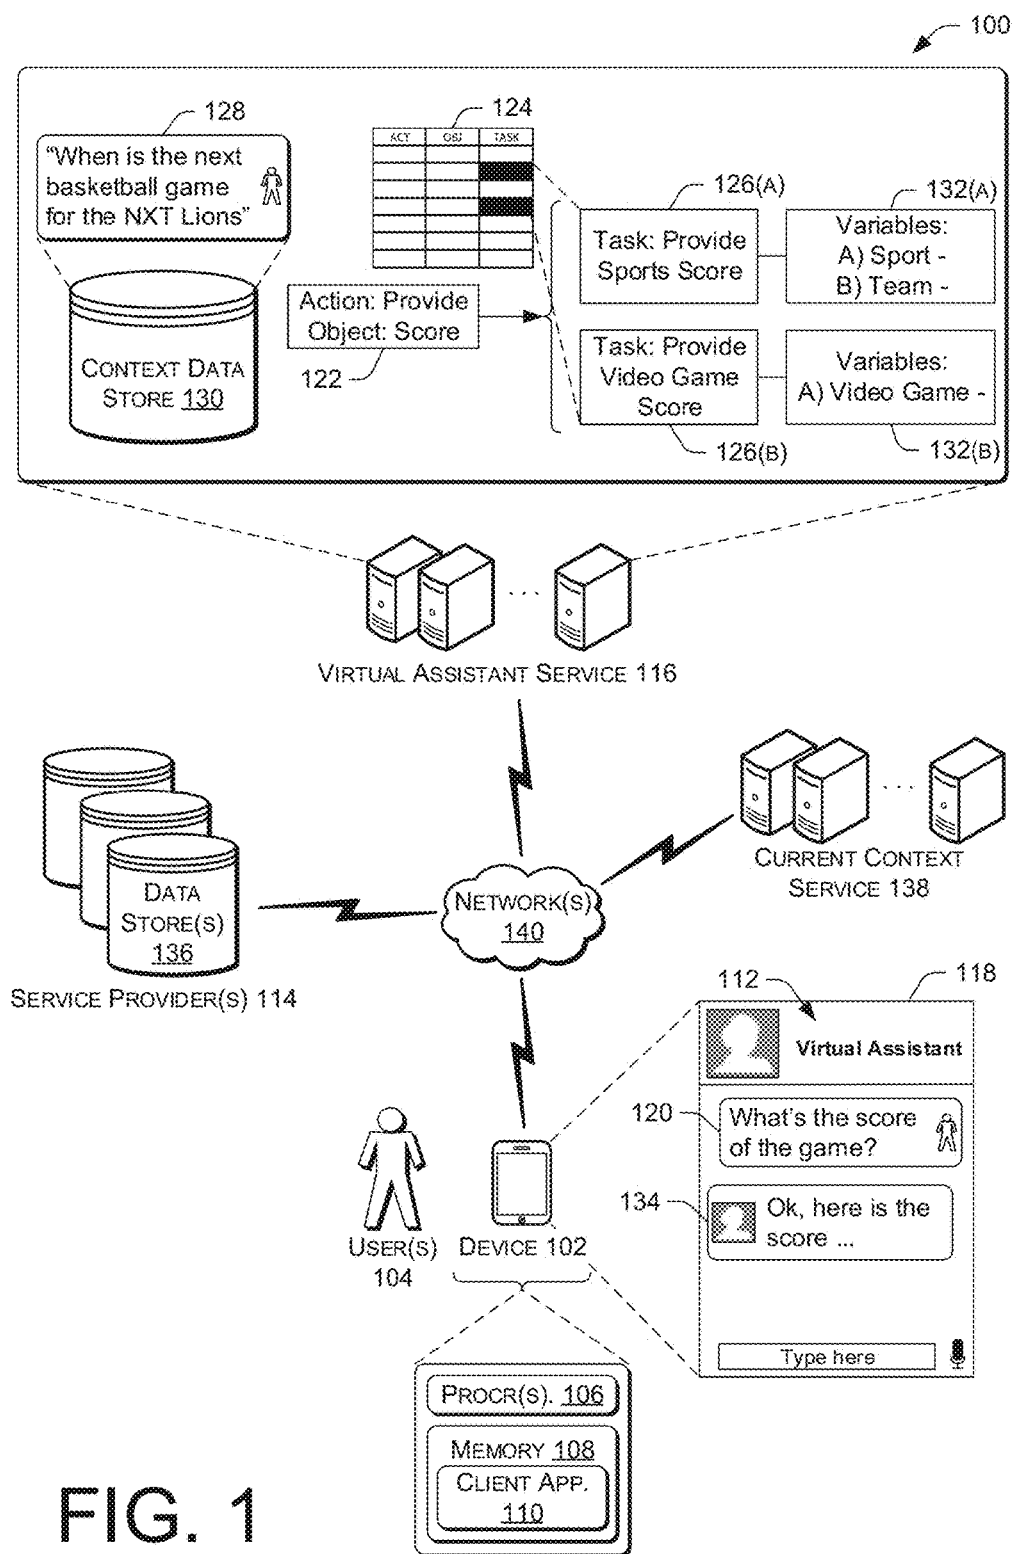 100
128
"When is the next
basketball game
for the NXT Lions"
CONTEXT DATA
STORE 130
124
ACT OBJ TASK
Action: Provide
Object: Score
122
126(A)
Task: Provide
Sports Score
132(A)
Variables:
A) Sport -
B) Team -
Task: Provide
Video Game
Score
126(B)
Variables:
A) Video Game -
132(B)
...
VIRTUAL ASSISTANT SERVICE 116
DATA
STORE(S)
136
SERVICE PROVIDER(S) 114
NETWORK(S)
140
...
CURRENT CONTEXT
SERVICE 138
112
118
Virtual Assistant
120
What's the score
of the game?
134
Ok, here is the
score ...
Type here
USER(S)
104
DEVICE 102
PROCR(S). 106
MEMORY 108
CLIENT APP.
110
FIG. 1